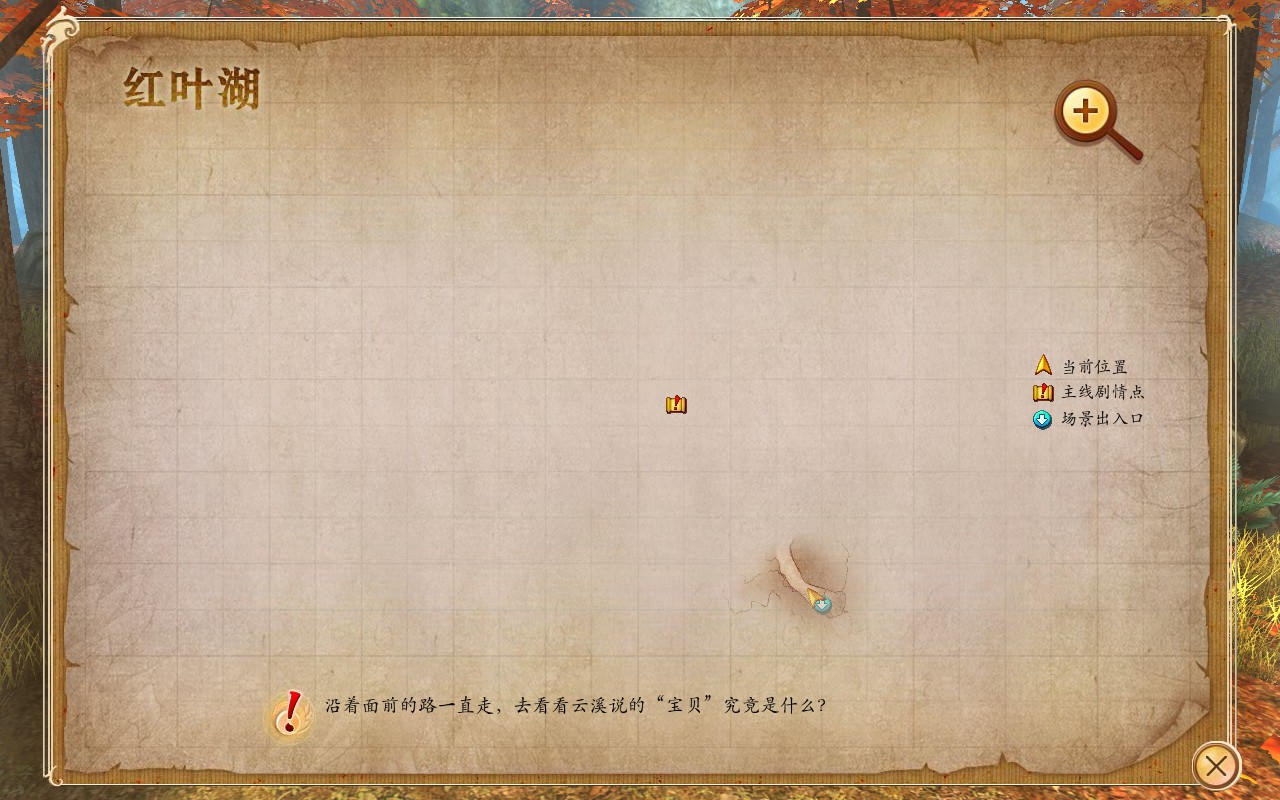 红叶湖
当前位置
主线剧情点
场景出入口
沿着面前的路一直走，去看看云溪说的“宝贝”究竟是什么?